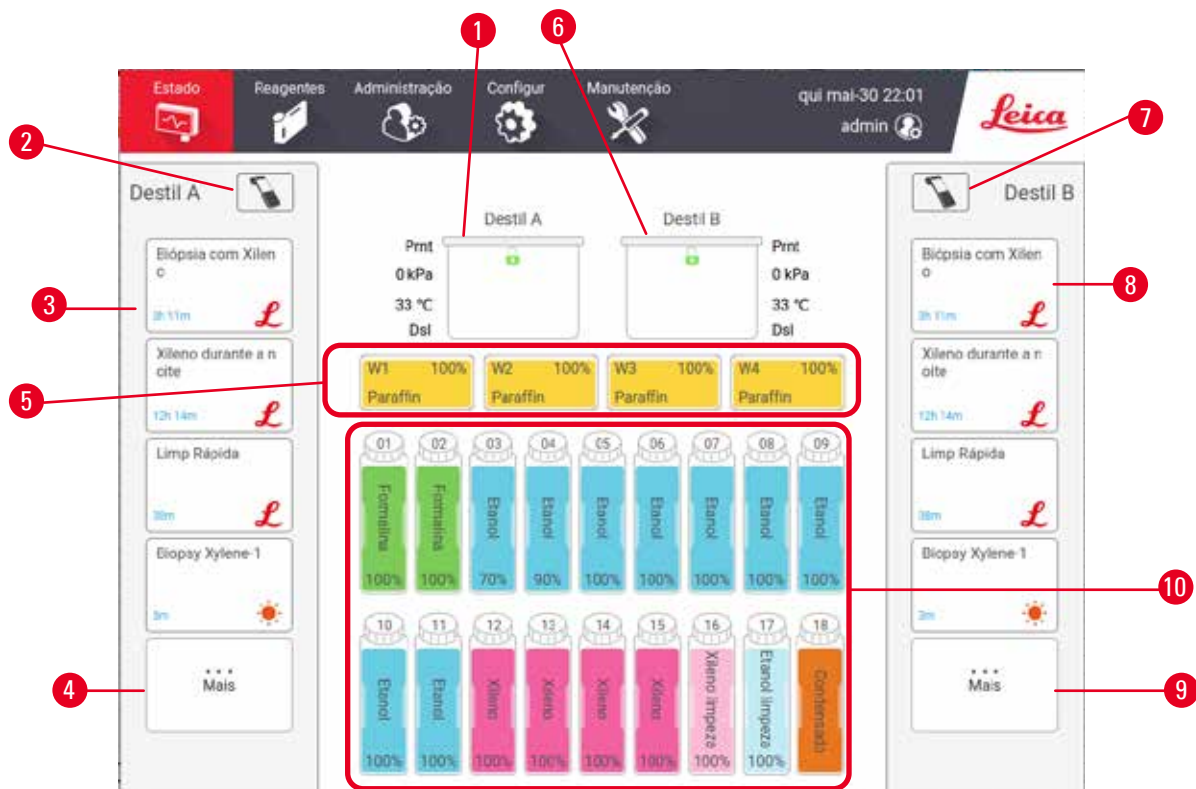 1
6
Estado
Reagentes
Administração
Configur
Manutenção
qui mai-30 22:01
admin
Leica
7
2
Destil A
Destil B
Destil A
Destil B
Prnt
0 kPa
33 °C
Dsl
Prnt
0 kPa
33 °C
Dsl
3
Biópsia com Xilen
o
3h 11m
Xileno durante a n
oite
12h 14m
Limp Rápida
38m
Biopsy Xylene-1
Mais
4
5
W1 100%
Paraffin
W2 100%
Paraffin
W3 100%
Paraffin
W4 100%
Paraffin
01
02
03
04
05
06
07
08
09
Formalina
Formalina
Etanol
Etanol
Etanol
Etanol
Etanol
Etanol
Etanol
100%
100%
70%
90%
100%
100%
100%
100%
100%
10
11
12
13
14
15
16
17
18
Etanol
Etanol
Xileno
Xileno
Xileno
Xileno
Xileno limpeza
Etanol limpeza
Condensado
100%
100%
100%
100%
100%
100%
100%
100%
Biópsia com Xilen
o
3h 11m
8
Xileno durante a n
oite
12h 14m
Limp Rápida
38m
Biopsy Xylene-1
Mais
9
10